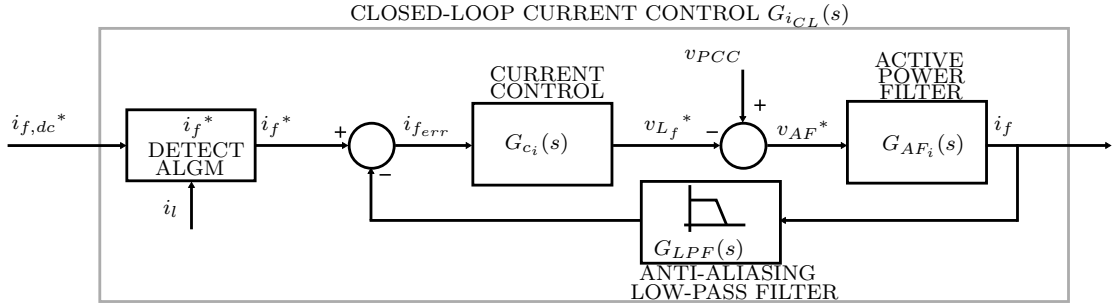 CLOSED-LOOP CURRENT CONTROL G_{i_{CL}}(s)
i_{f,dc}^*
i_f^*
DETECT
ALGM
i_l
i_f^*
+
−
i_{f_{err}}
CURRENT
CONTROL
G_{c_i}(s)
v_{L_f}^*
−
v_{PCC}
+
v_{AF}^*
ACTIVE
POWER
FILTER
G_{AF_i}(s)
i_f
G_{LPF}(s)
ANTI-ALIASING
LOW-PASS FILTER